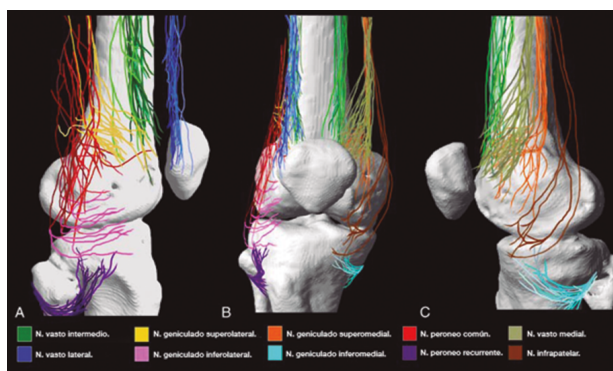 A B C
N. vasto intermedio. N. geniculado superolateral. N. geniculado superomedial. N. peroneo común. N. vasto medial.
N. vasto lateral. N. geniculado inferolateral. N. geniculado inferomedial. N. peroneo recurrente. N. infrapatelar.